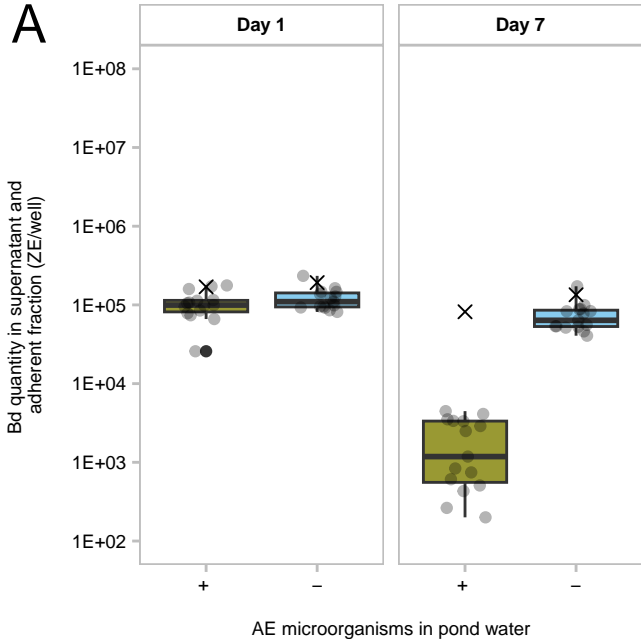 A
Day 1
Day 7
1E+08
1E+07
1E+06
1E+05
1E+04
1E+03
1E+02
Bd quantity in supernatant and
adherent fraction (ZE/well)
+
−
+
−
AE microorganisms in pond water